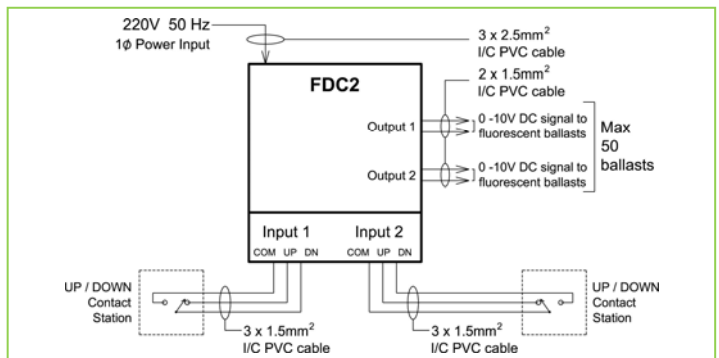 220V 50 Hz
1ϕ Power Input
3 x 2.5mm²
I/C PVC cable
2 x 1.5mm²
I/C PVC cable
FDC2
Output 1
0 -10V DC signal to
fluorescent ballasts
Output 2
0 -10V DC signal to
fluorescent ballasts
Max
50
ballasts
Input 1
Input 2
COM UP DN
COM UP DN
UP / DOWN
Contact
Station
UP / DOWN
Contact
Station
3 x 1.5mm²
I/C PVC cable
3 x 1.5mm²
I/C PVC cable